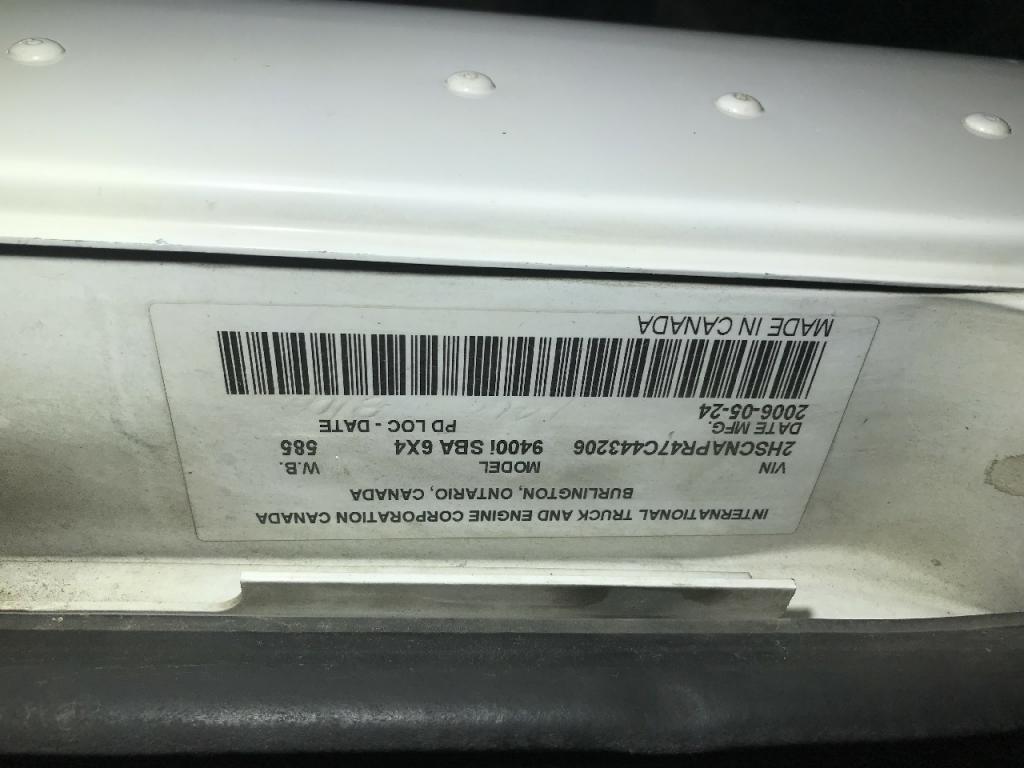 INTERNATIONAL TRUCK AND ENGINE CORPORATION CANADA
BURLINGTON, ONTARIO, CANADA
VIN MODEL W.B.
2HSCNAPR47C443206 9400i SBA 6X4 585
DATE MFG. PD LOC - DATE
2006-05-24
MADE IN CANADA